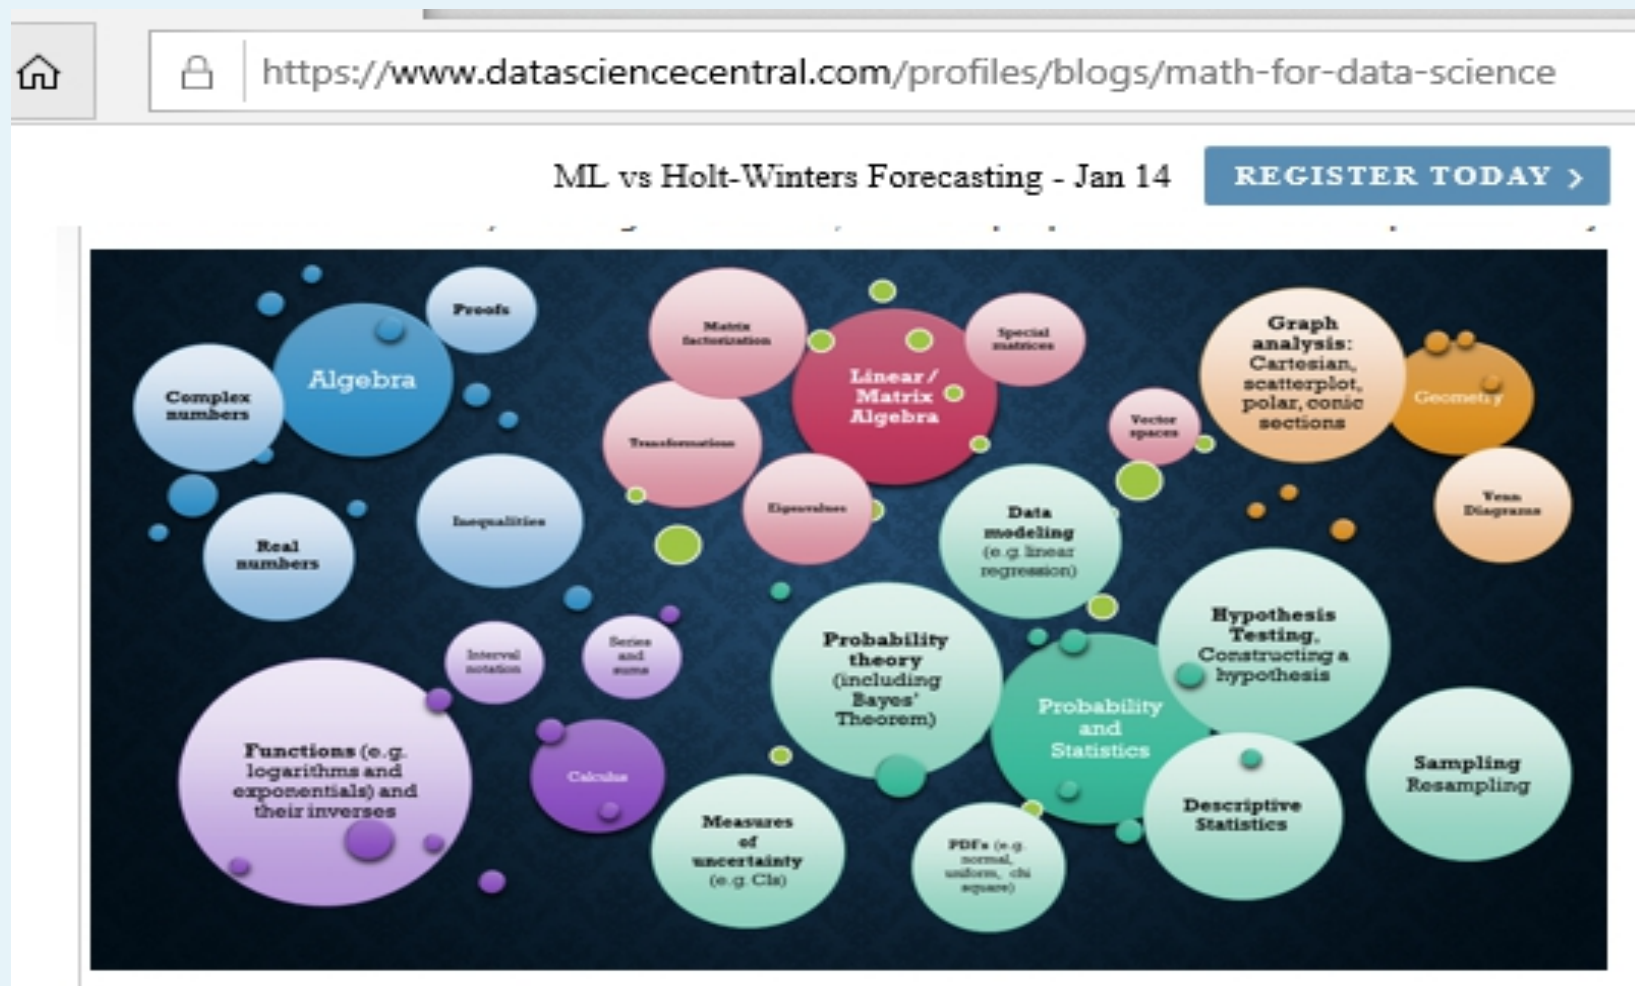 https://www.datasciencecentral.com/profiles/blogs/math-for-data-science
ML vs Holt-Winters Forecasting - Jan 14
REGISTER TODAY >
Proofs
Algebra
Complex
numbers
Real
numbers
Inequalities
Matrix
factorization
Linear/
Matrix
Algebra
Special
matrices
Transformations
Eigenvalues
Vector
spaces
Graph
analysis:
Cartesian,
scatterplot,
polar, conic
sections
Geometry
Venn
Diagrams
Data
modeling
(e.g. linear
regression)
Interval
notation
Series
and
sums
Functions (e.g.
logarithms and
exponentials) and
their inverses
Calculus
Probability
theory
(including
Bayes'
Theorem)
Hypothesis
Testing.
Constructing a
hypothesis
Probability
and
Statistics
Measures
of
uncertainty
(e.g. CIs)
PDFs (e.g.
normal,
uniform, chi
square)
Descriptive
Statistics
Sampling
Resampling